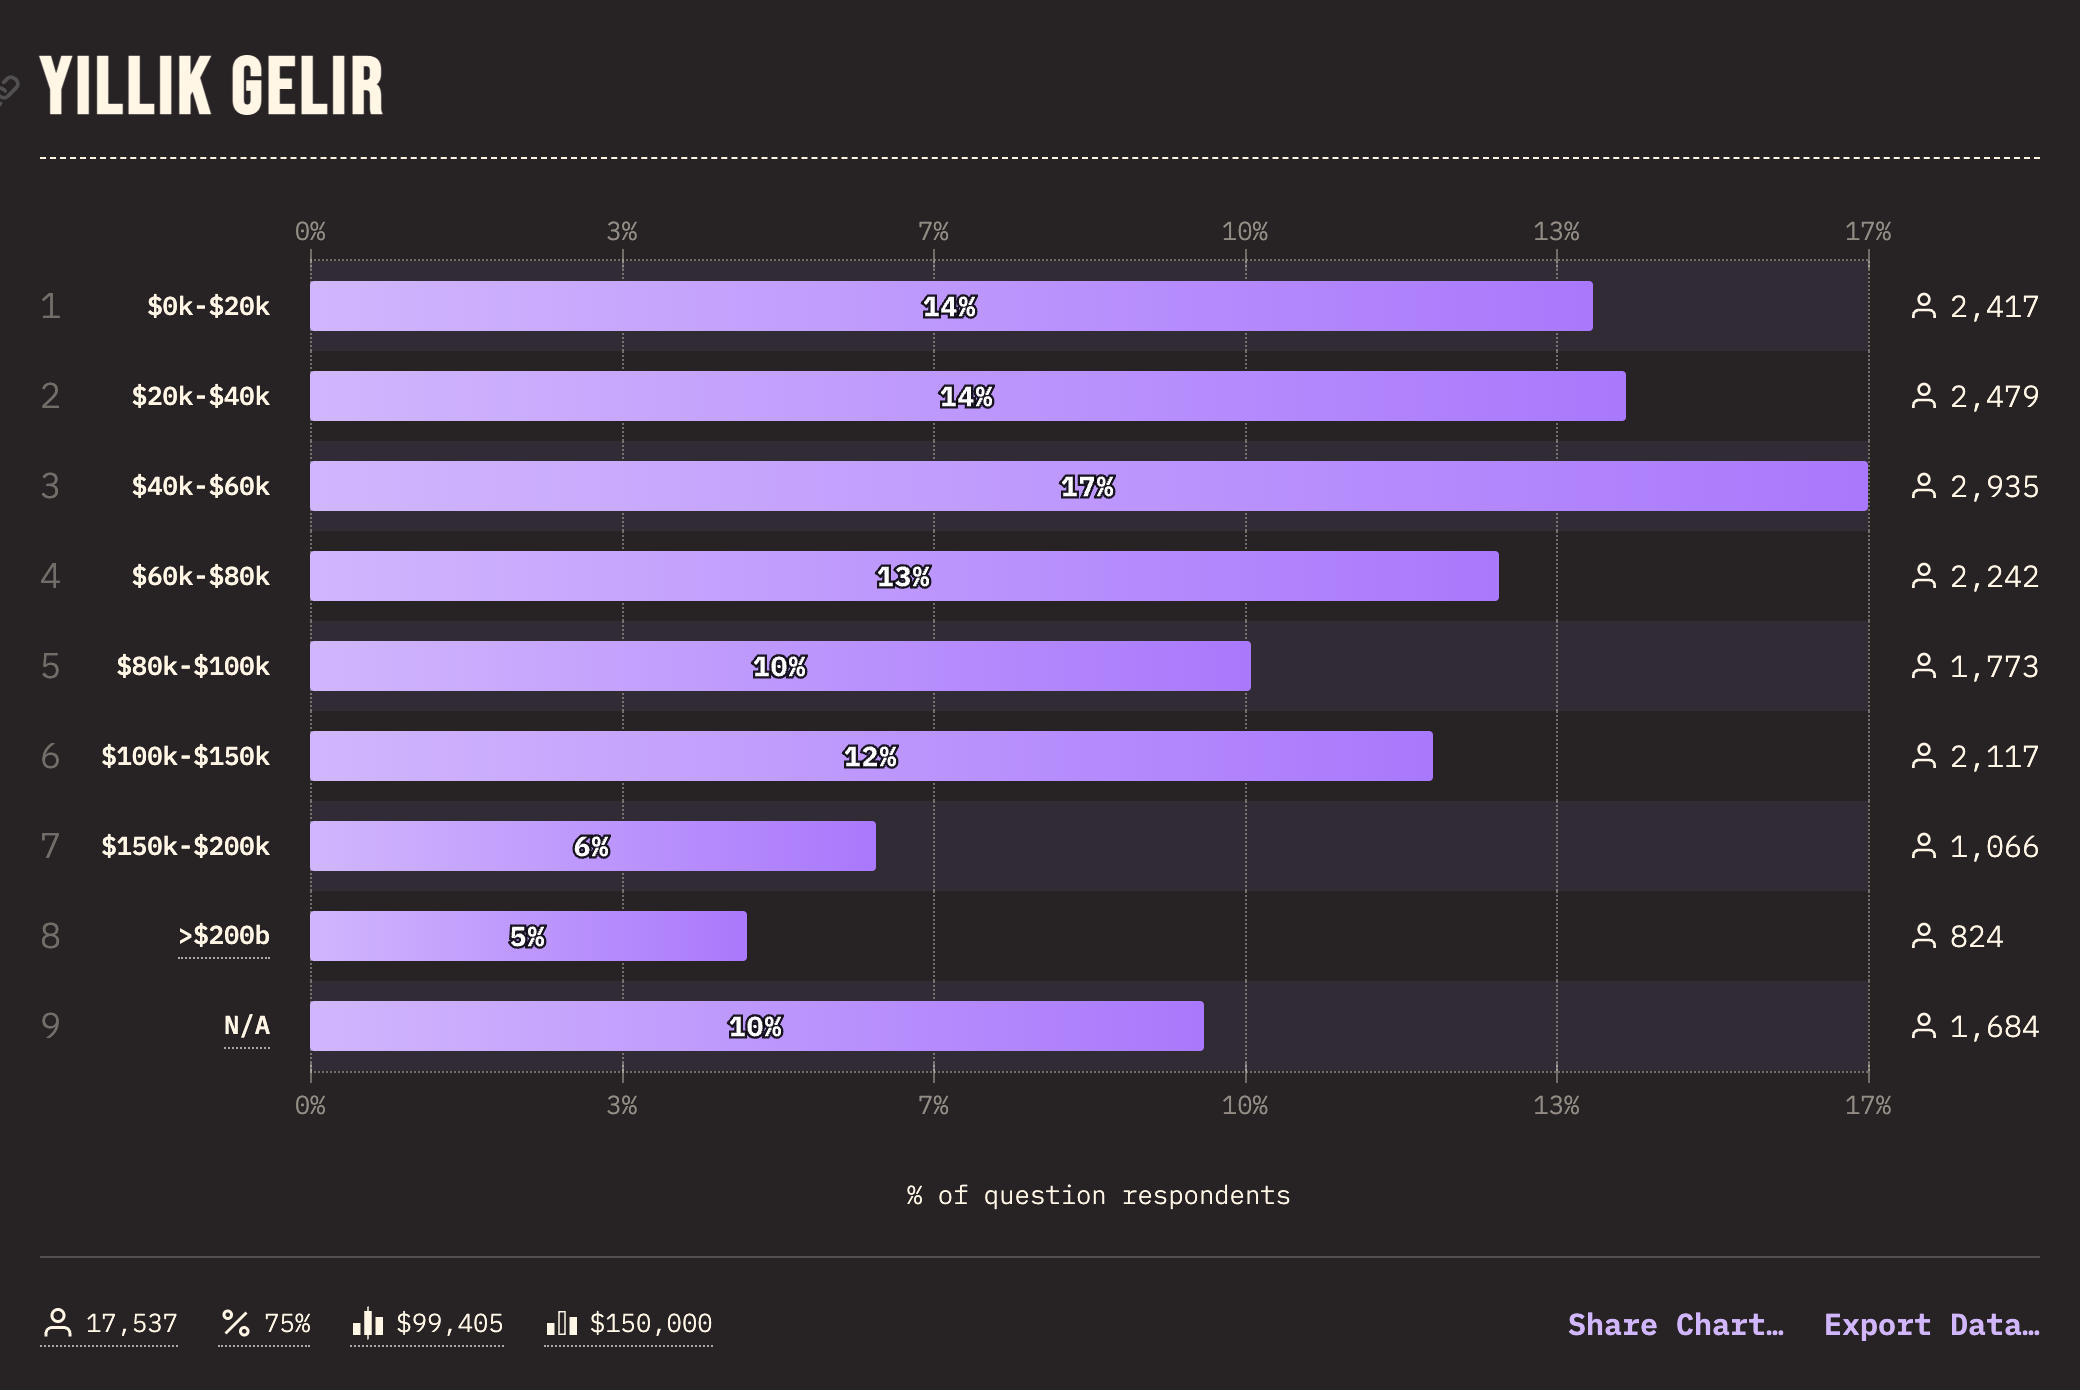 YILLIK GELIR
0% 3% 7% 10% 13% 17%
1 $0k-$20k 14% 2,417
2 $20k-$40k 14% 2,479
3 $40k-$60k 17% 2,935
4 $60k-$80k 13% 2,242
5 $80k-$100k 10% 1,773
6 $100k-$150k 12% 2,117
7 $150k-$200k 6% 1,066
8 >$200b 5% 824
9 N/A 10% 1,684
0% 3% 7% 10% 13% 17%
% of question respondents
17,537 75% $99,405 $150,000 Share Chart… Export Data…